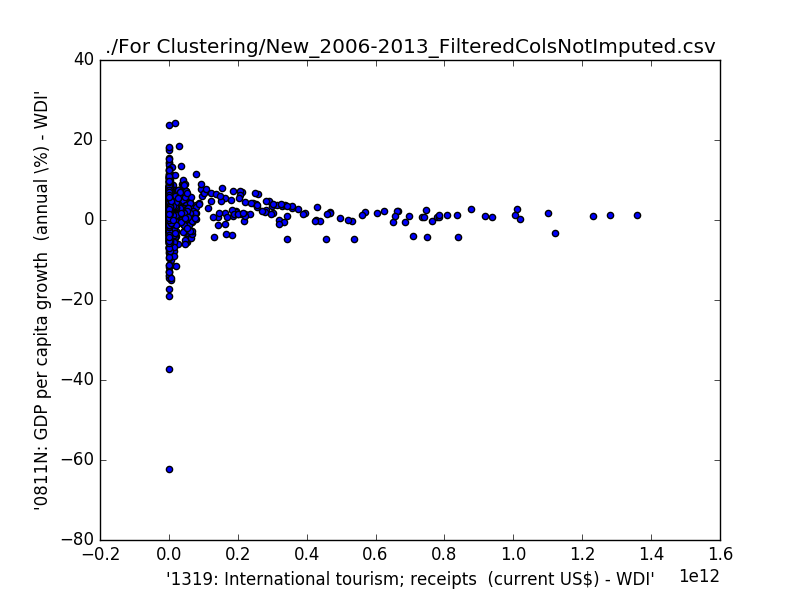 ./For Clustering/New_2006-2013_FilteredColsNotImputed.csv
40
20
0
−20
−40
−60
−80
'0811N: GDP per capita growth  (annual \%) - WDI'
−0.2 0.0 0.2 0.4 0.6 0.8 1.0 1.2 1.4 1.6
1e12
'1319: International tourism; receipts  (current US$) - WDI'